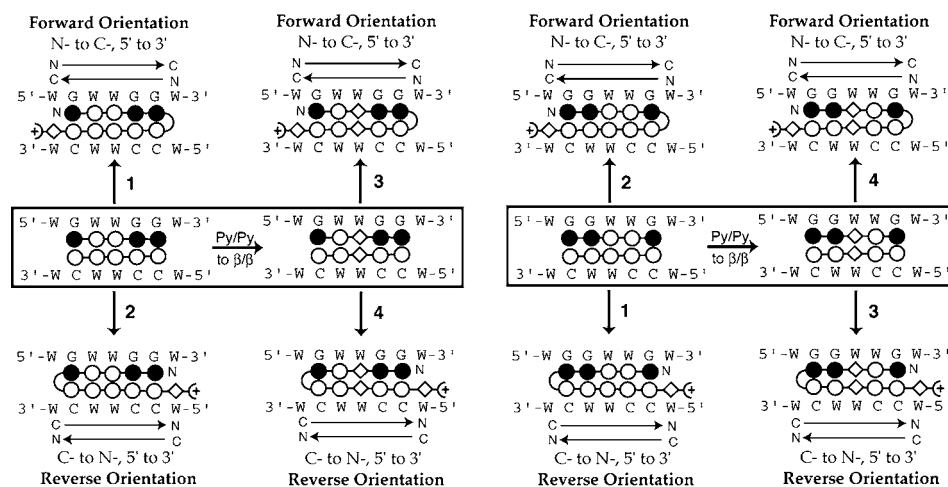 Forward Orientation
N- to C-, 5' to 3'
N C
C N
5'-W G W W G G W-3'
N
+
3'-W C W W C C W-5'
1
Forward Orientation
N- to C-, 5' to 3'
N C
C N
5'-W G W W G G W-3'
N
+
3'-W C W W C C W-5'
3
5'-W G W W G G W-3'
3'-W C W W C C W-5'
Py/Py
to β/β
5'-W G W W G G W-3'
3'-W C W W C C W-5'
2
5'-W G W W G G W-3'
N
+
3'-W C W W C C W-5'
C N
N C
C- to N-, 5' to 3'
Reverse Orientation
4
5'-W G W W G G W-3'
N
+
3'-W C W W C C W-5'
C N
N C
C- to N-, 5' to 3'
Reverse Orientation
Forward Orientation
N- to C-, 5' to 3'
N C
C N
5'-W G G W W G W-3'
N
+
3'-W C C W W C W-5'
2
Forward Orientation
N- to C-, 5' to 3'
N C
C N
5'-W G G W W G W-3'
N
+
3'-W C C W W C W-5'
4
5'-W G G W W G W-3'
3'-W C C W W C W-5'
Py/Py
to β/β
5'-W G G W W G W-3'
3'-W C C W W C W-5'
1
5'-W G G W W G W-3'
N
+
3'-W C C W W C W-5'
C N
N C
C- to N-, 5' to 3'
Reverse Orientation
3
5'-W G G W W G W-3'
N
+
3'-W C C W W C W-5'
C N
N C
C- to N-, 5' to 3'
Reverse Orientation